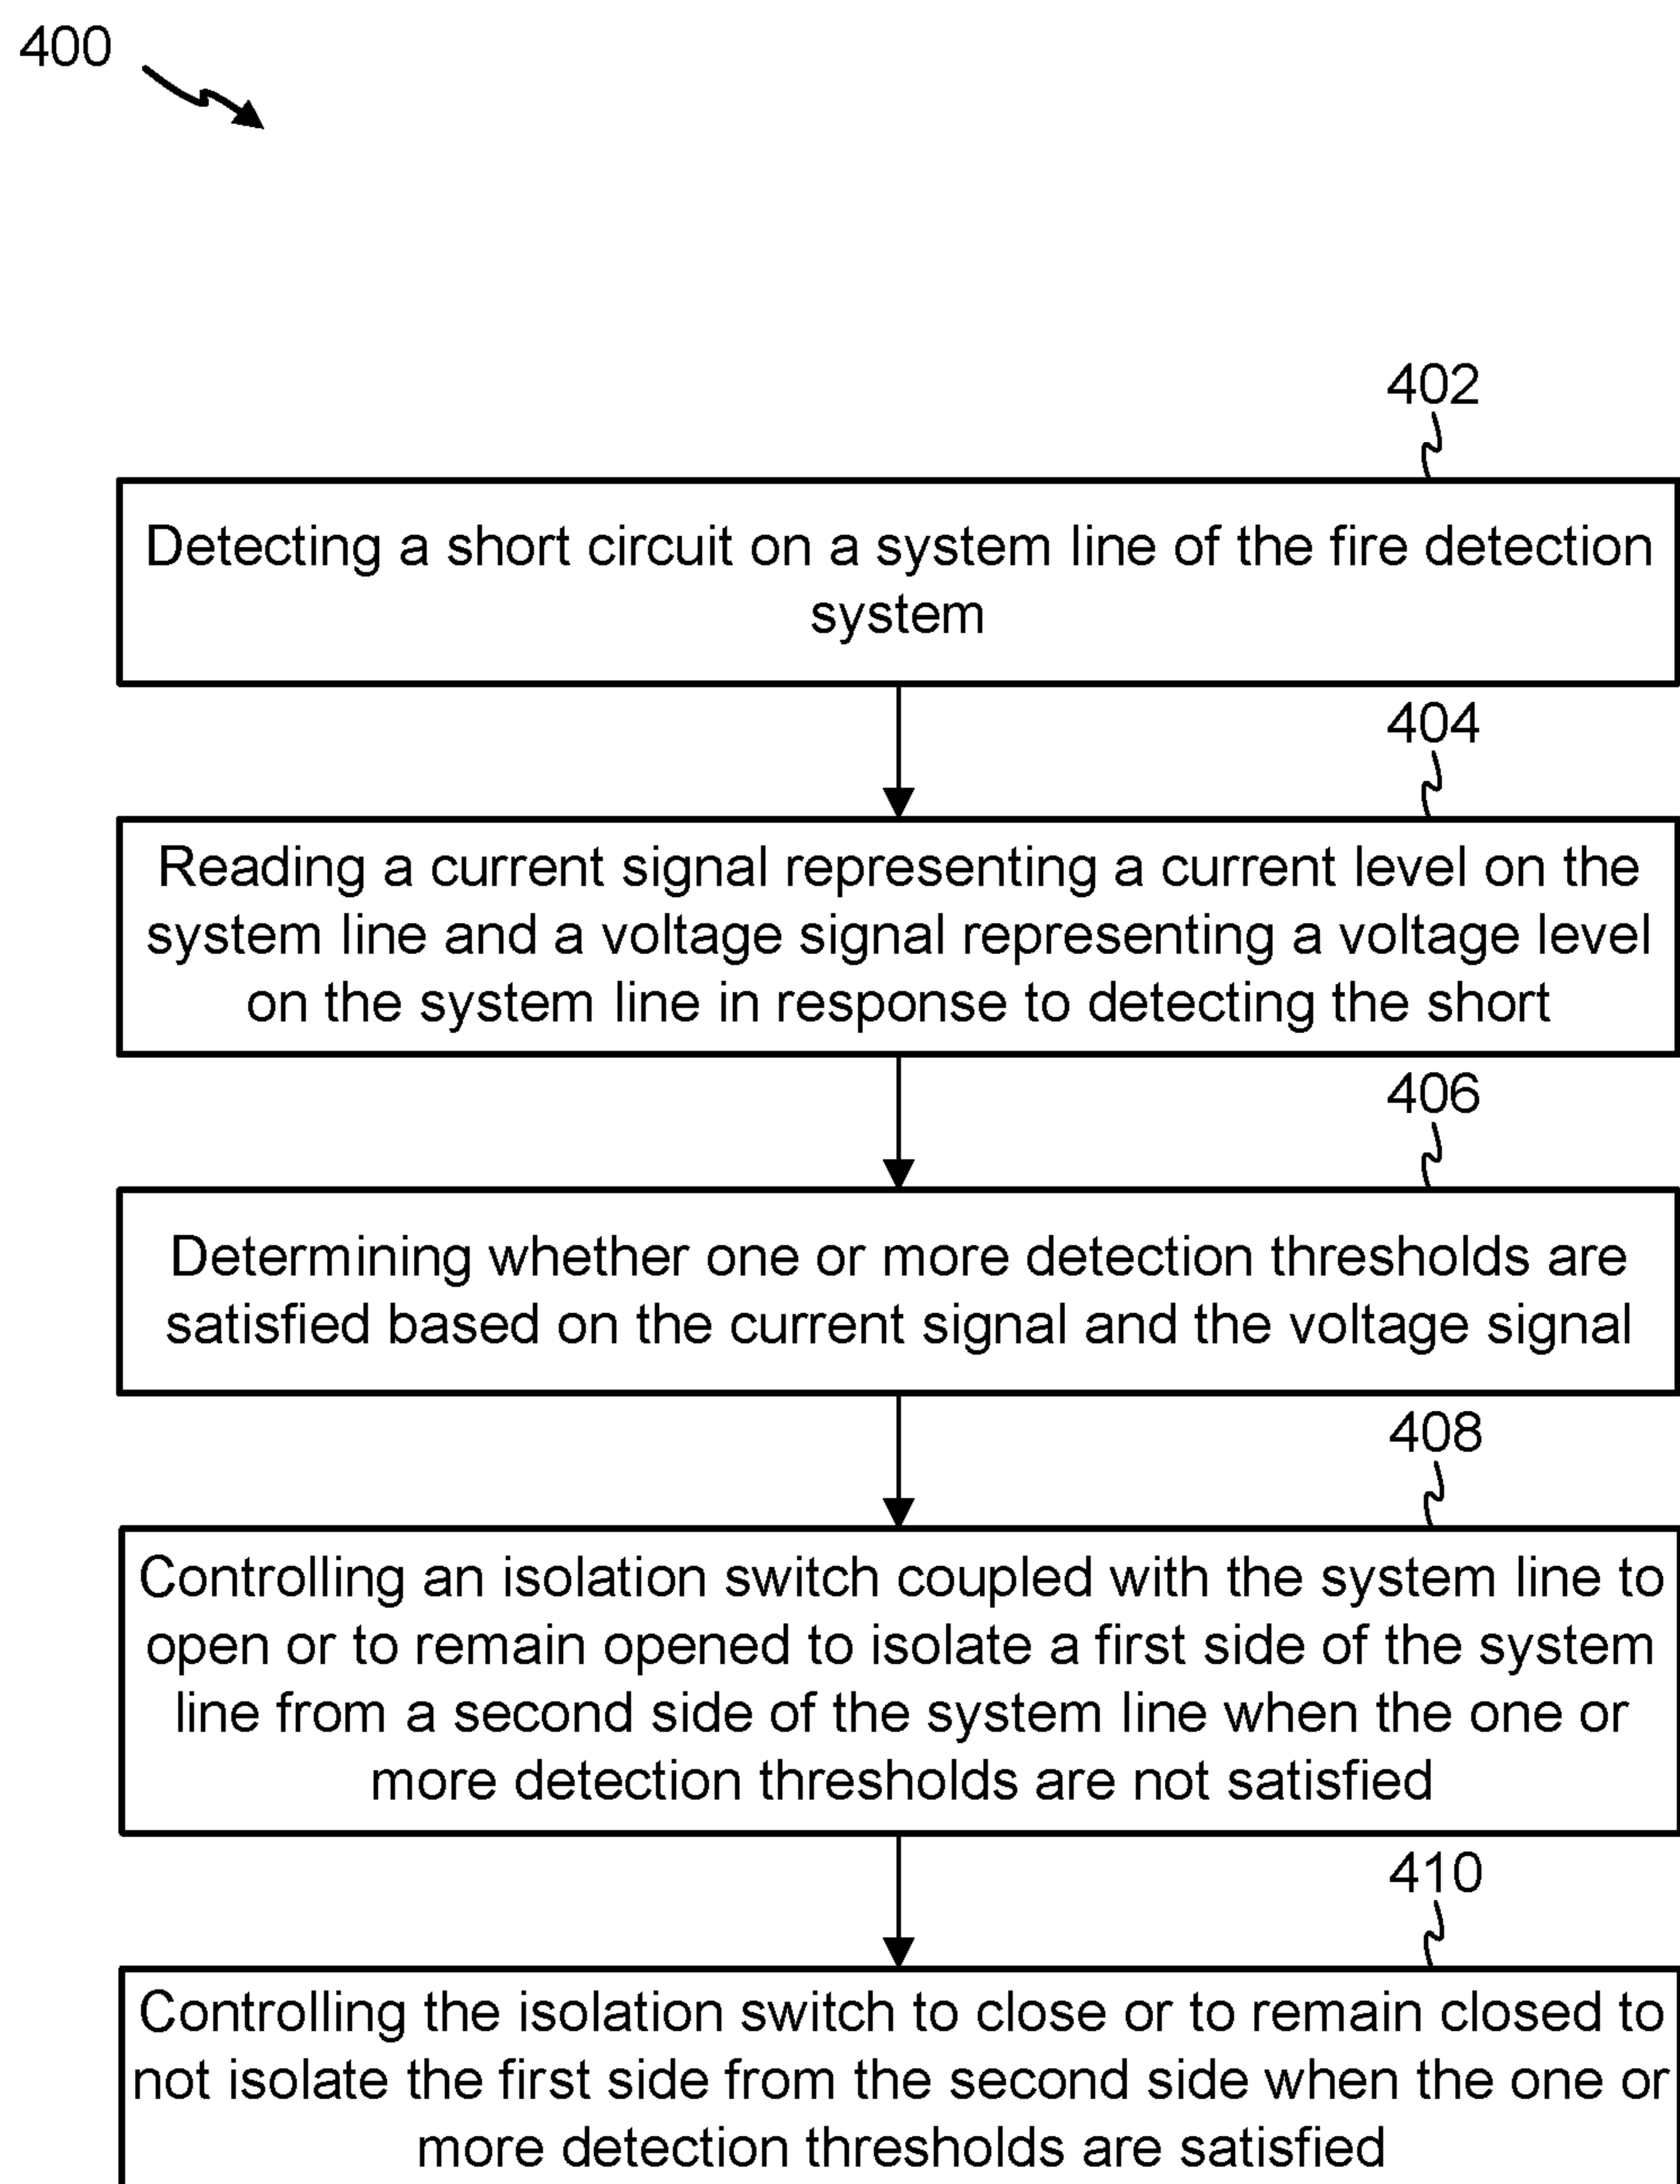 400
402
Detecting a short circuit on a system line of the fire detection
system
404
Reading a current signal representing a current level on the
system line and a voltage signal representing a voltage level
on the system line in response to detecting the short
406
Determining whether one or more detection thresholds are
satisfied based on the current signal and the voltage signal
408
Controlling an isolation switch coupled with the system line to
open or to remain opened to isolate a first side of the system
line from a second side of the system line when the one or
more detection thresholds are not satisfied
410
Controlling the isolation switch to close or to remain closed to
not isolate the first side from the second side when the one or
more detection thresholds are satisfied